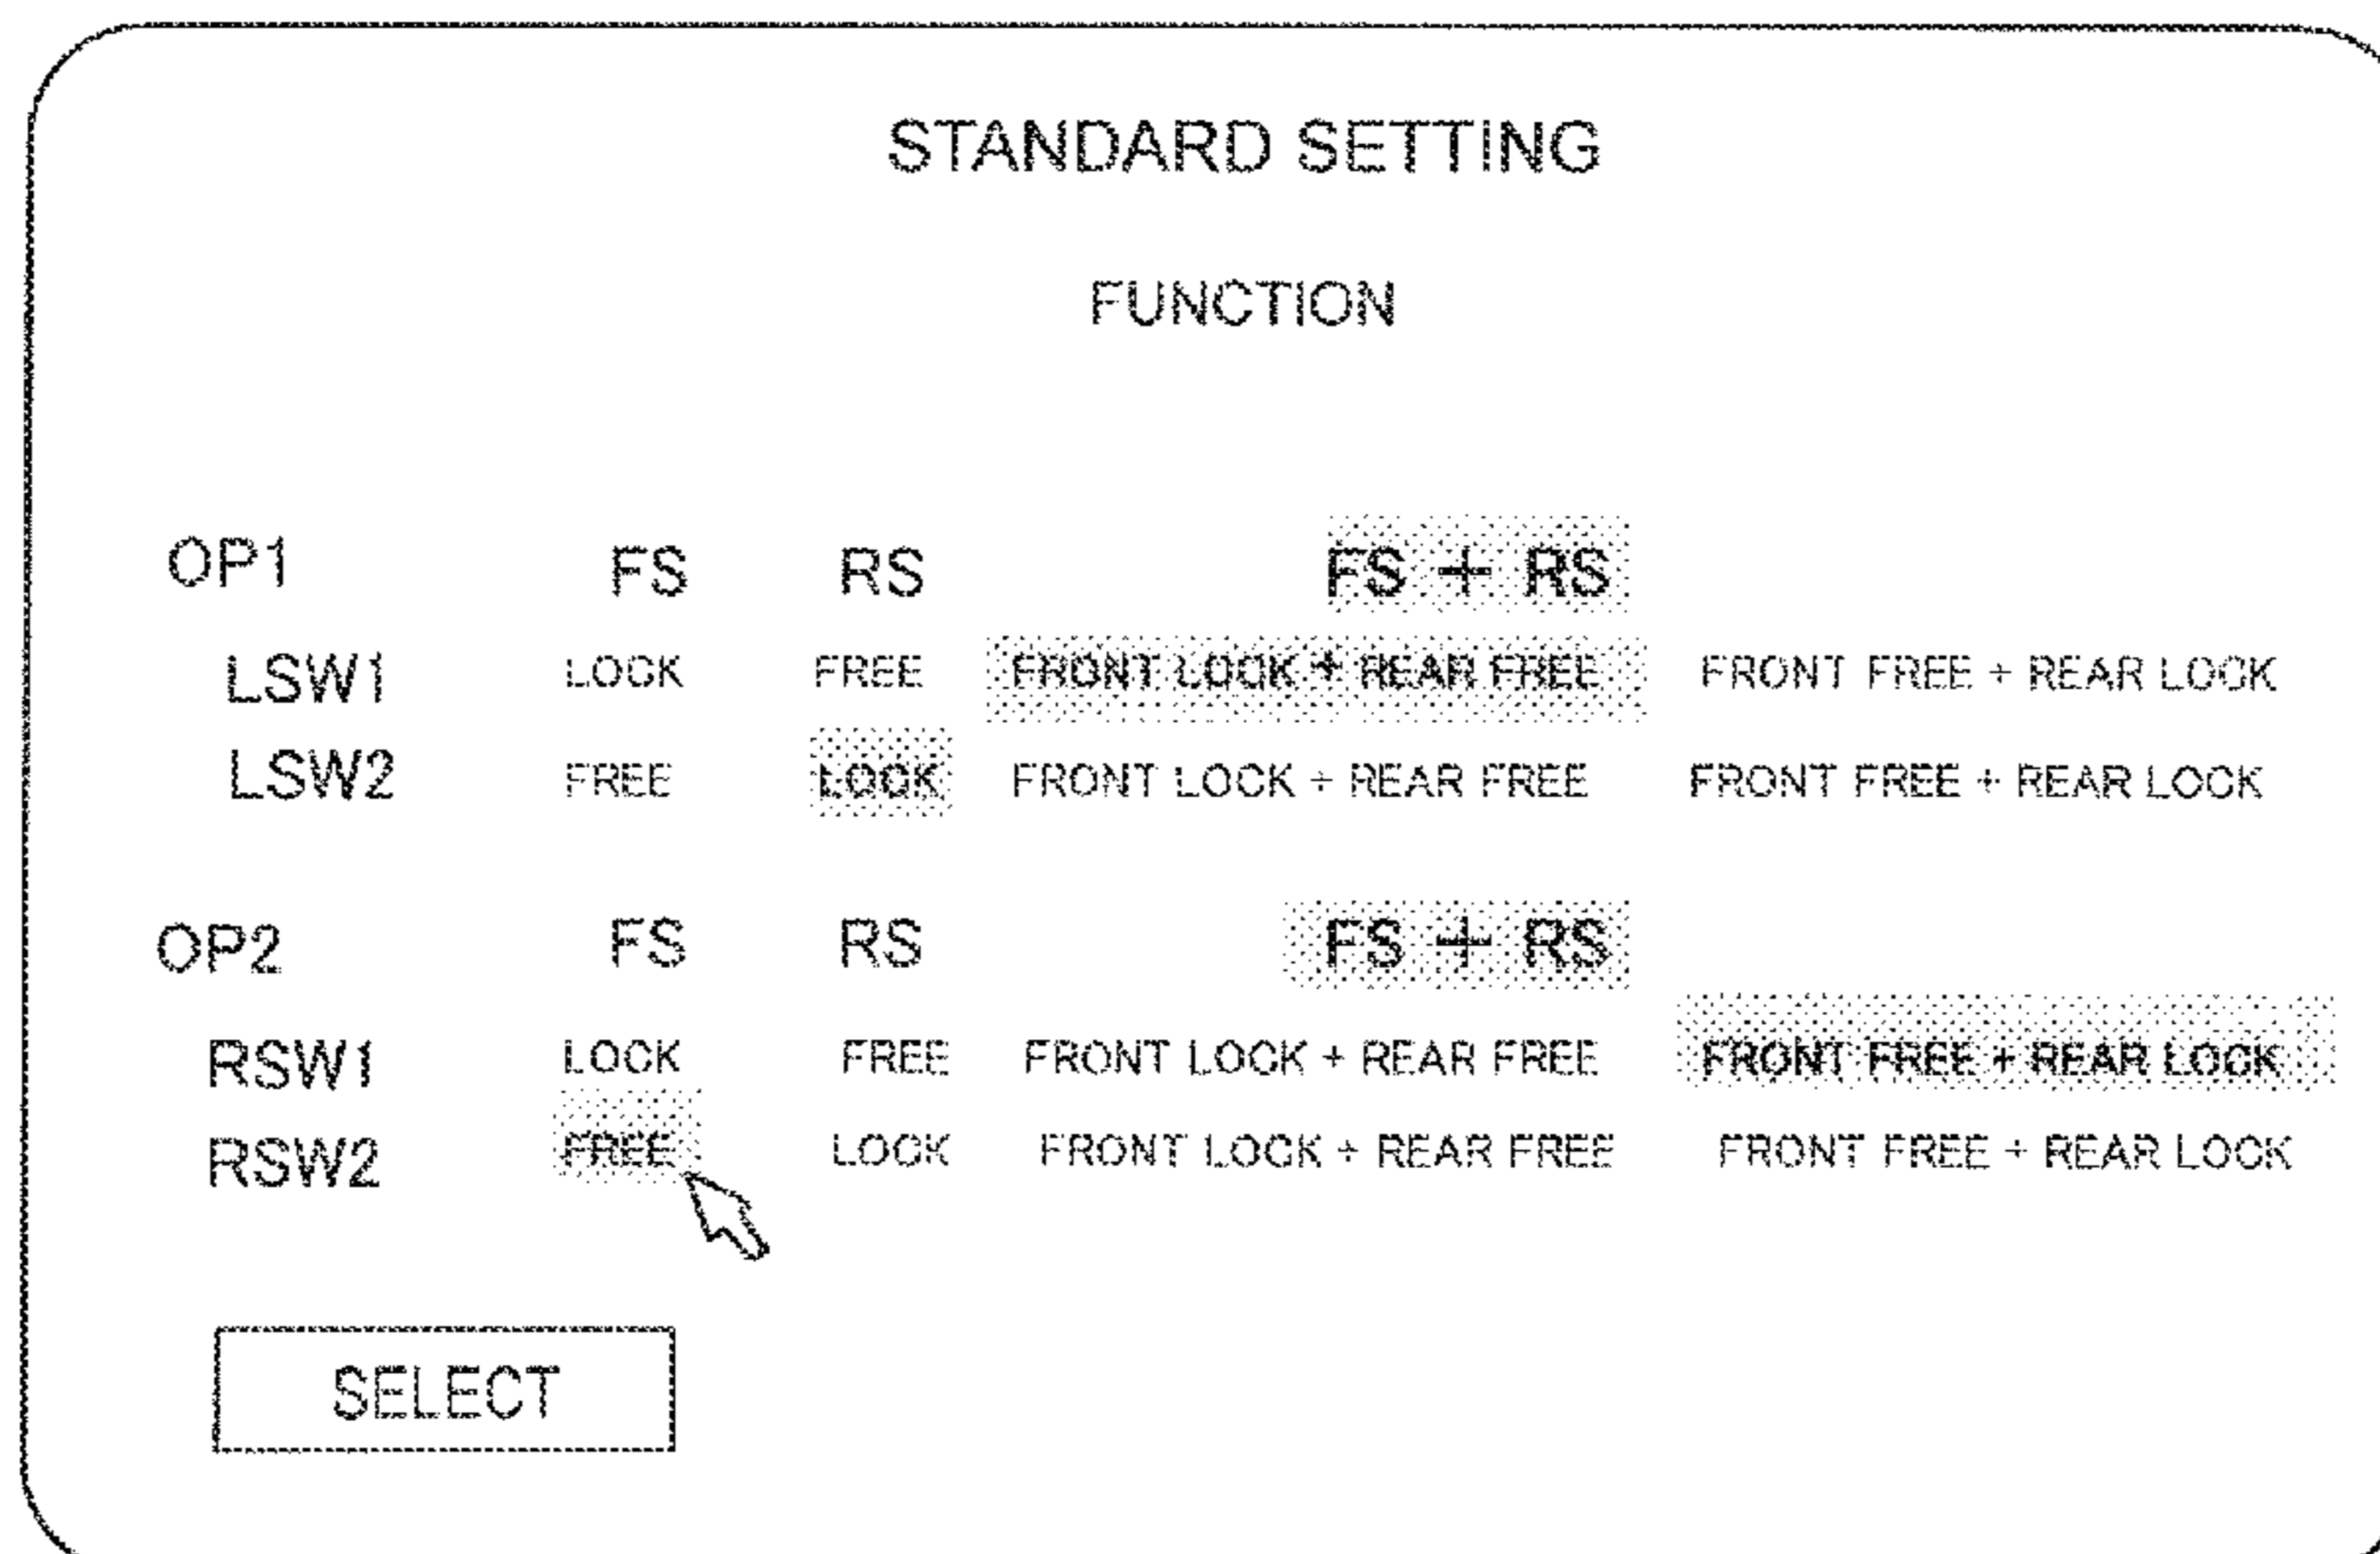 STANDARD SETTING
FUNCTION
OP1 FS RS FS + RS
LSW1 LOCK FREE FRONT LOCK + REAR FREE FRONT FREE + REAR LOCK
LSW2 FREE LOCK FRONT LOCK + REAR FREE FRONT FREE + REAR LOCK
OP2 FS RS FS + RS
RSW1 LOCK FREE FRONT LOCK + REAR FREE FRONT FREE + REAR LOCK
RSW2 FREE LOCK FRONT LOCK + REAR FREE FRONT FREE + REAR LOCK
SELECT